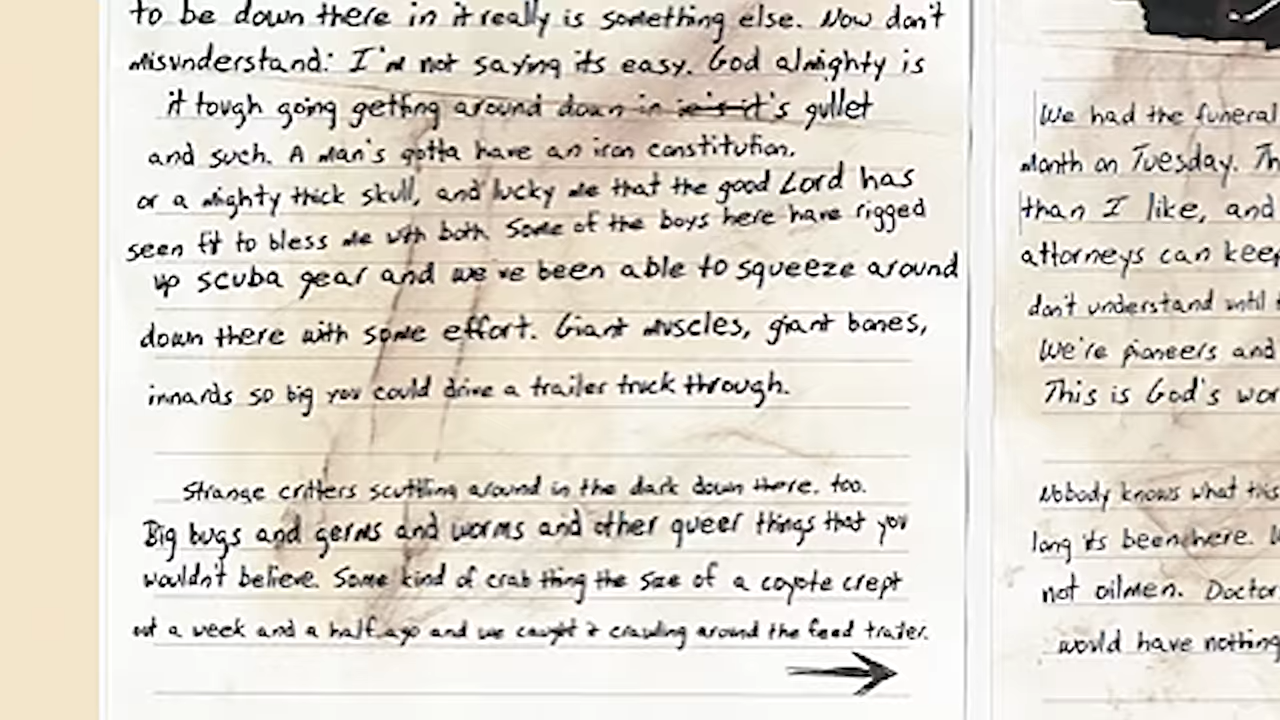 to be down there in it really is something else. Now don't
misunderstand: I'm not saying its easy. God almighty is
it tough going getting around down in in's it's gullet
and such. A man's gotta have an iron constitution.
or a mighty thick skull, and lucky me that the good Lord has
seen fit to bless me with both. Some of the boys here have rigged
up scuba gear and we've been able to squeeze around
down there with some effort. Giant muscles, giant bones,
innards so big you could drive a trailer truck through.
Strange critters scuttling around in the dark down there, too.
Big bugs and germs and worms and other queer things that you
wouldn't believe. Some kind of crab thing the size of a coyote crept
out a week and a half ago and we caught it crawling around the feed trailer.
We had the funeral
month on Tuesday. Th
than I like, and
attorneys can keep
don't understand until
We're pioneers and
This is God's wor
Nobody knows what this
long its been here.
not oilmen. Doctor
would have nothing